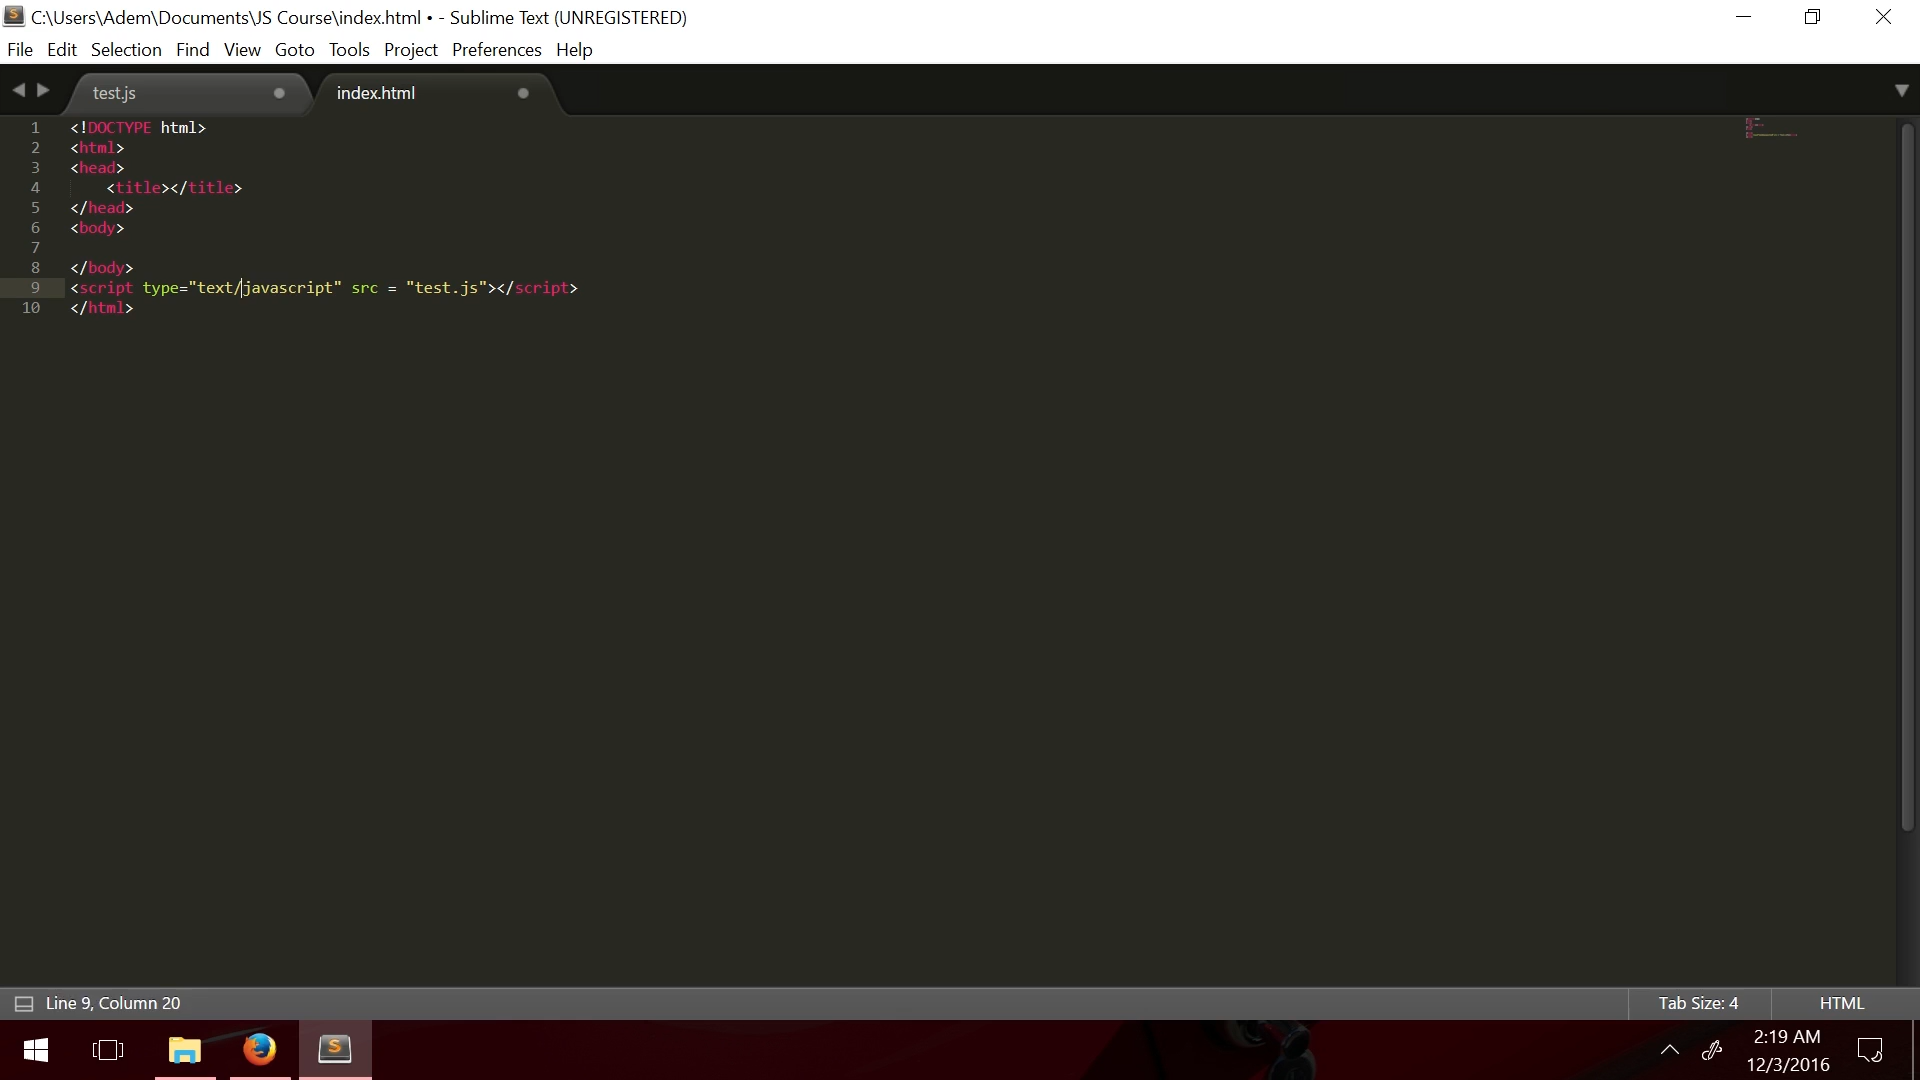 C:\Users\Adem\Documents\JS Course\index.html • - Sublime Text (UNREGISTERED)
File Edit Selection Find View Goto Tools Project Preferences Help
test.js index.html
1 <!DOCTYPE html>
2 <html>
3 <head>
4 <title></title>
5 </head>
6 <body>
7
8 </body>
9 <script type="text/javascript" src = "test.js"></script>
10 </html>
Line 9, Column 20 Tab Size: 4 HTML
2:19 AM
12/3/2016